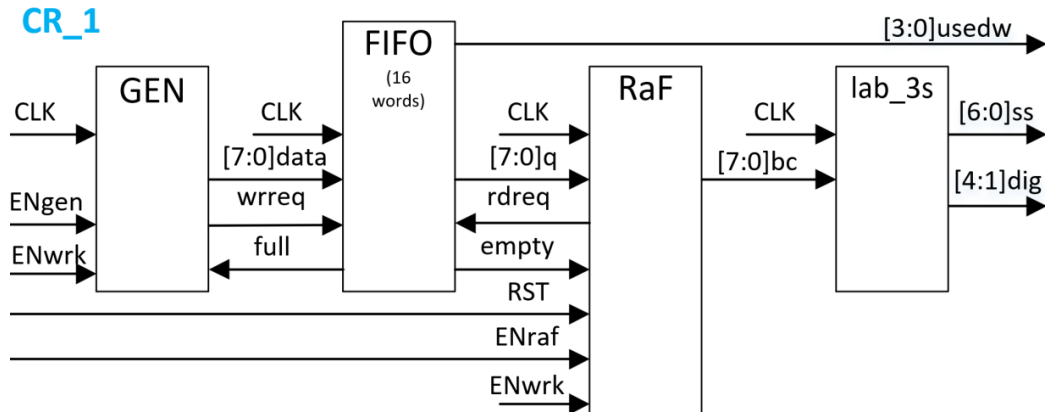 CR_1
FIFO
(16
words)
[3:0]usedw
GEN
RaF
lab_3s
CLK
CLK
CLK
CLK
[6:0]ss
[7:0]data
[7:0]q
[7:0]bc
[4:1]dig
ENgen
wrreq
rdreq
ENwrk
full
empty
RST
ENraf
ENwrk